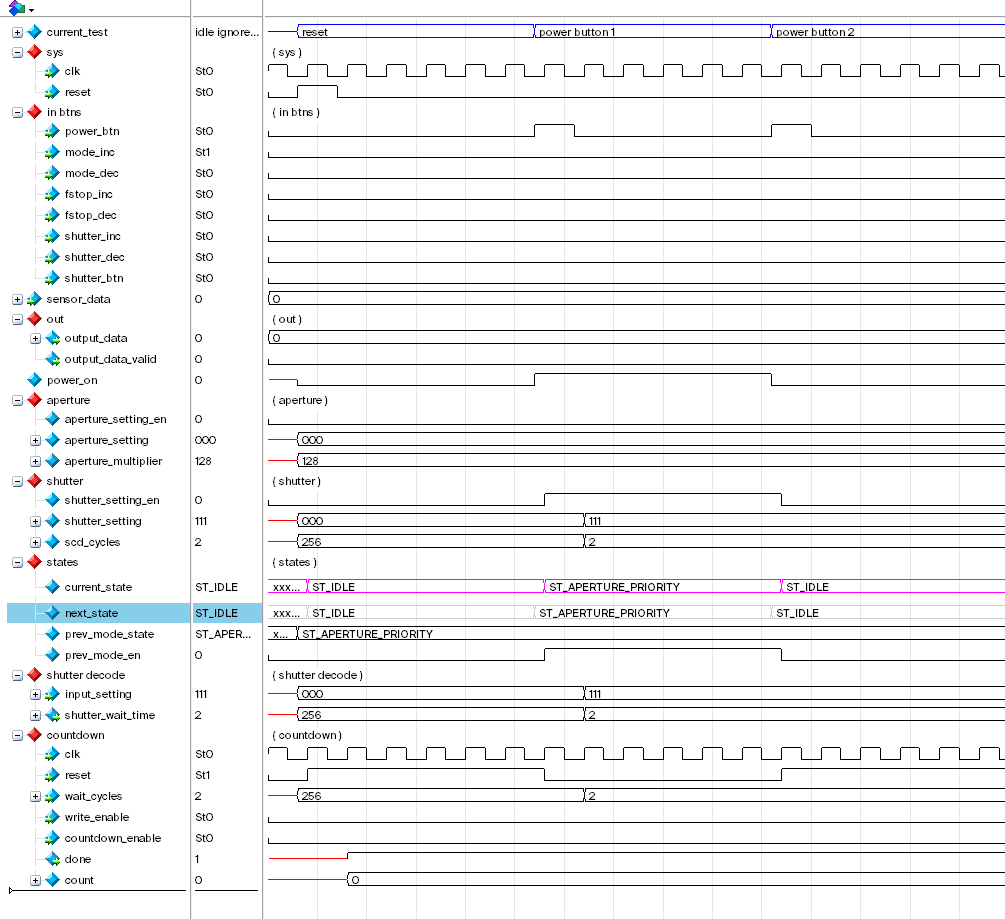 current_test idle ignore... reset power button 1 power button 2
sys ( sys )
clk St0
reset St0
in btns ( in btns )
power_btn St0
mode_inc St1
mode_dec St0
fstop_inc St0
fstop_dec St0
shutter_inc St0
shutter_dec St0
shutter_btn St0
sensor_data 0 0
out ( out )
output_data 0 0
output_data_valid 0
power_on 0
aperture ( aperture )
aperture_setting_en 0
aperture_setting 000 000
aperture_multiplier 128 128
shutter ( shutter )
shutter_setting_en 0
shutter_setting 111 000 111
scd_cycles 2 256 2
states ( states )
current_state ST_IDLE xxx... ST_IDLE ST_APERTURE_PRIORITY ST_IDLE
next_state ST_IDLE xxx... ST_IDLE ST_APERTURE_PRIORITY ST_IDLE
prev_mode_state ST_APER... x... ST_APERTURE_PRIORITY
prev_mode_en 0
shutter decode ( shutter decode )
input_setting 111 000 111
shutter_wait_time 2 256 2
countdown ( countdown )
clk St0
reset St1
wait_cycles 2 256 2
write_enable St0
countdown_enable St0
done 1
count 0 0